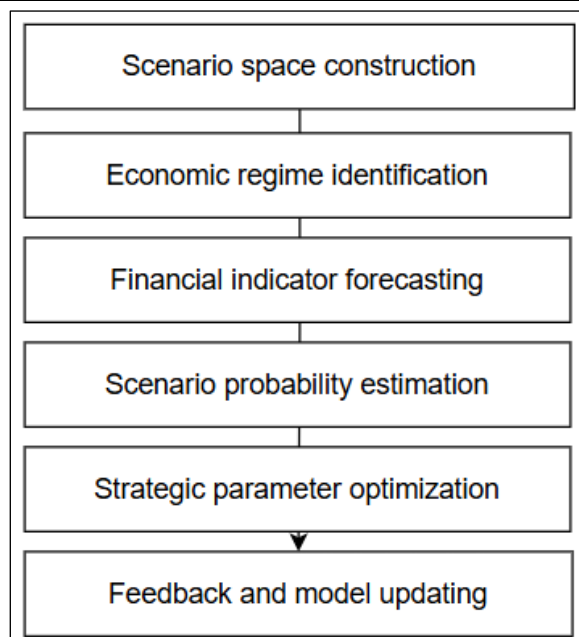 Scenario space construction
Economic regime identification
Financial indicator forecasting
Scenario probability estimation
Strategic parameter optimization
Feedback and model updating